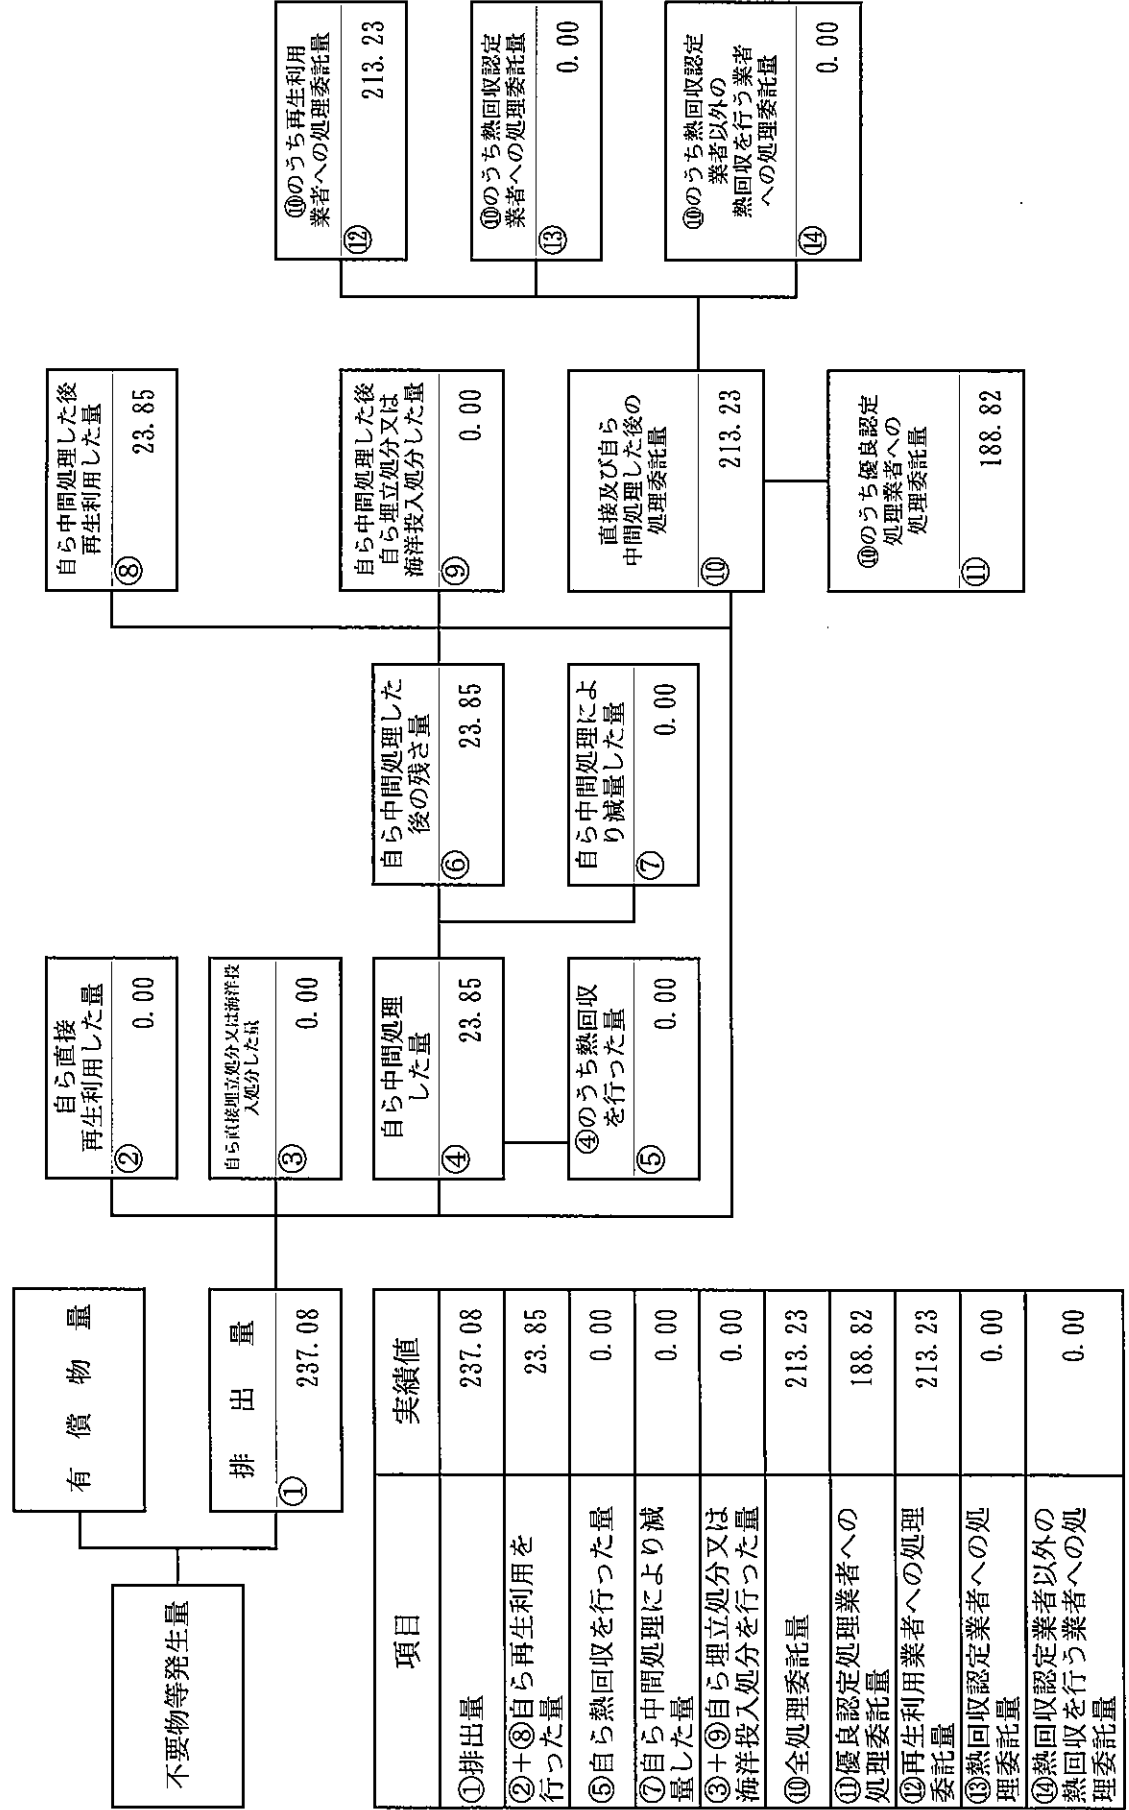 不要物等発生量
有償物量
排出量
①
237.08
自ら直接
再生利用した量
②
0.00
自ら直接埋立処分又は海洋投
入処分した量
③
0.00
自ら中間処理
した量
④
23.85
④のうち熱回収
を行った量
⑤
0.00
自ら中間処理した
後の残さ量
⑥
23.85
自ら中間処理によ
り減量した量
⑦
0.00
自ら中間処理した後
再生利用した量
⑧
23.85
自ら中間処理した後
自ら埋立処分又は
海洋投入処分した量
⑨
0.00
直接及び自ら
中間処理した後の
処理委託量
⑩
213.23
⑩のうち優良認定
処理業者への
処理委託量
⑪
188.82
⑩のうち再生利用
業者への処理委託量
⑫
213.23
⑩のうち熱回収認定
業者への処理委託量
⑬
0.00
⑩のうち熱回収認定
業者以外の
熱回収を行う業者
への処理委託量
⑭
0.00
項目
実績値
①排出量
237.08
②+⑧自ら再生利用を
行った量
23.85
⑤自ら熱回収を行った量
0.00
⑦自ら中間処理により減
量した量
0.00
③+⑨自ら埋立処分又は
海洋投入処分を行った量
0.00
⑩全処理委託量
213.23
⑪優良認定処理業者への
処理委託量
188.82
⑫再生利用業者への処理
委託量
213.23
⑬熱回収認定業者への処
理委託量
0.00
⑭熱回収認定業者以外の
熱回収を行う業者への処
理委託量
0.00